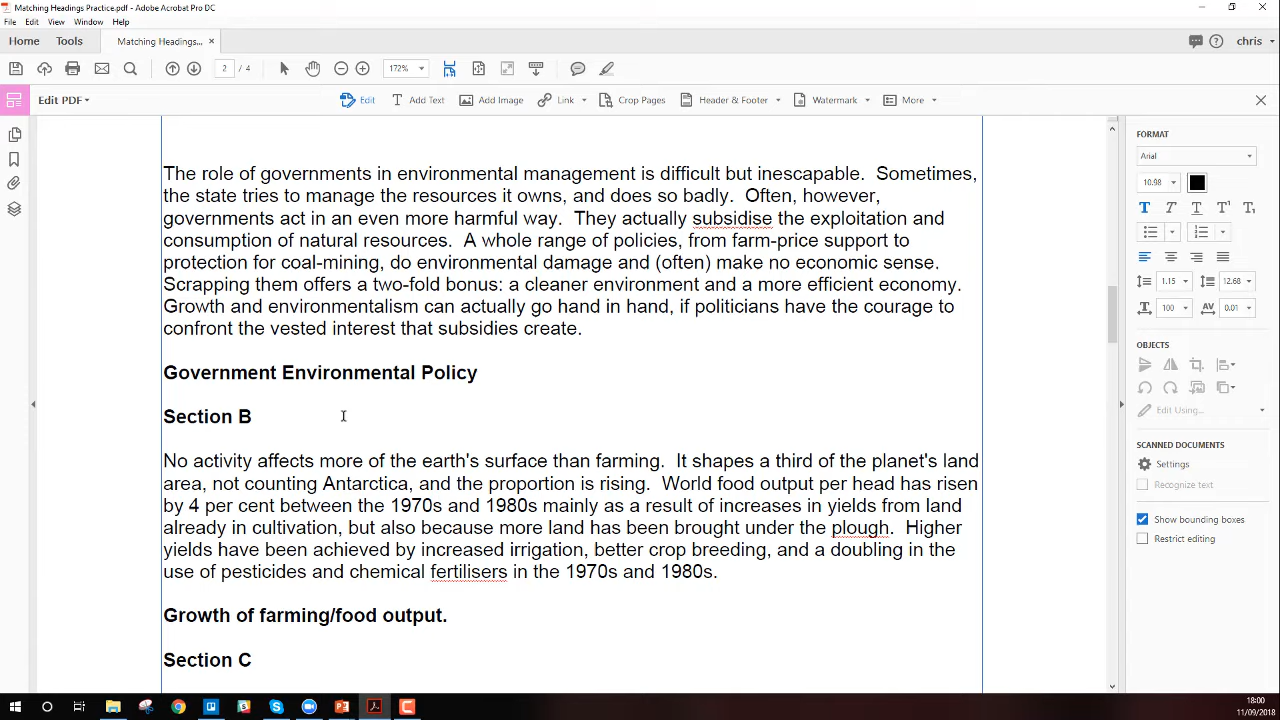 Matching Headings Practice.pdf - Adobe Acrobat Pro DC
File Edit View Window Help
Home Tools Matching Headings... × chris
2 / 4 172%
Edit PDF Edit Add Text Add Image Link Crop Pages Header & Footer Watermark More
The role of governments in environmental management is difficult but inescapable. Sometimes,
the state tries to manage the resources it owns, and does so badly. Often, however,
governments act in an even more harmful way. They actually subsidise the exploitation and
consumption of natural resources. A whole range of policies, from farm-price support to
protection for coal-mining, do environmental damage and (often) make no economic sense.
Scrapping them offers a two-fold bonus: a cleaner environment and a more efficient economy.
Growth and environmentalism can actually go hand in hand, if politicians have the courage to
confront the vested interest that subsidies create.
Government Environmental Policy
Section B
No activity affects more of the earth's surface than farming. It shapes a third of the planet's land
area, not counting Antarctica, and the proportion is rising. World food output per head has risen
by 4 per cent between the 1970s and 1980s mainly as a result of increases in yields from land
already in cultivation, but also because more land has been brought under the plough. Higher
yields have been achieved by increased irrigation, better crop breeding, and a doubling in the
use of pesticides and chemical fertilisers in the 1970s and 1980s.
Growth of farming/food output.
Section C
FORMAT
Arial
10.98
1.15 12.68
100 0.01
OBJECTS
Edit Using...
SCANNED DOCUMENTS
Settings
Recognize text
Show bounding boxes
Restrict editing
18:00
11/09/2018